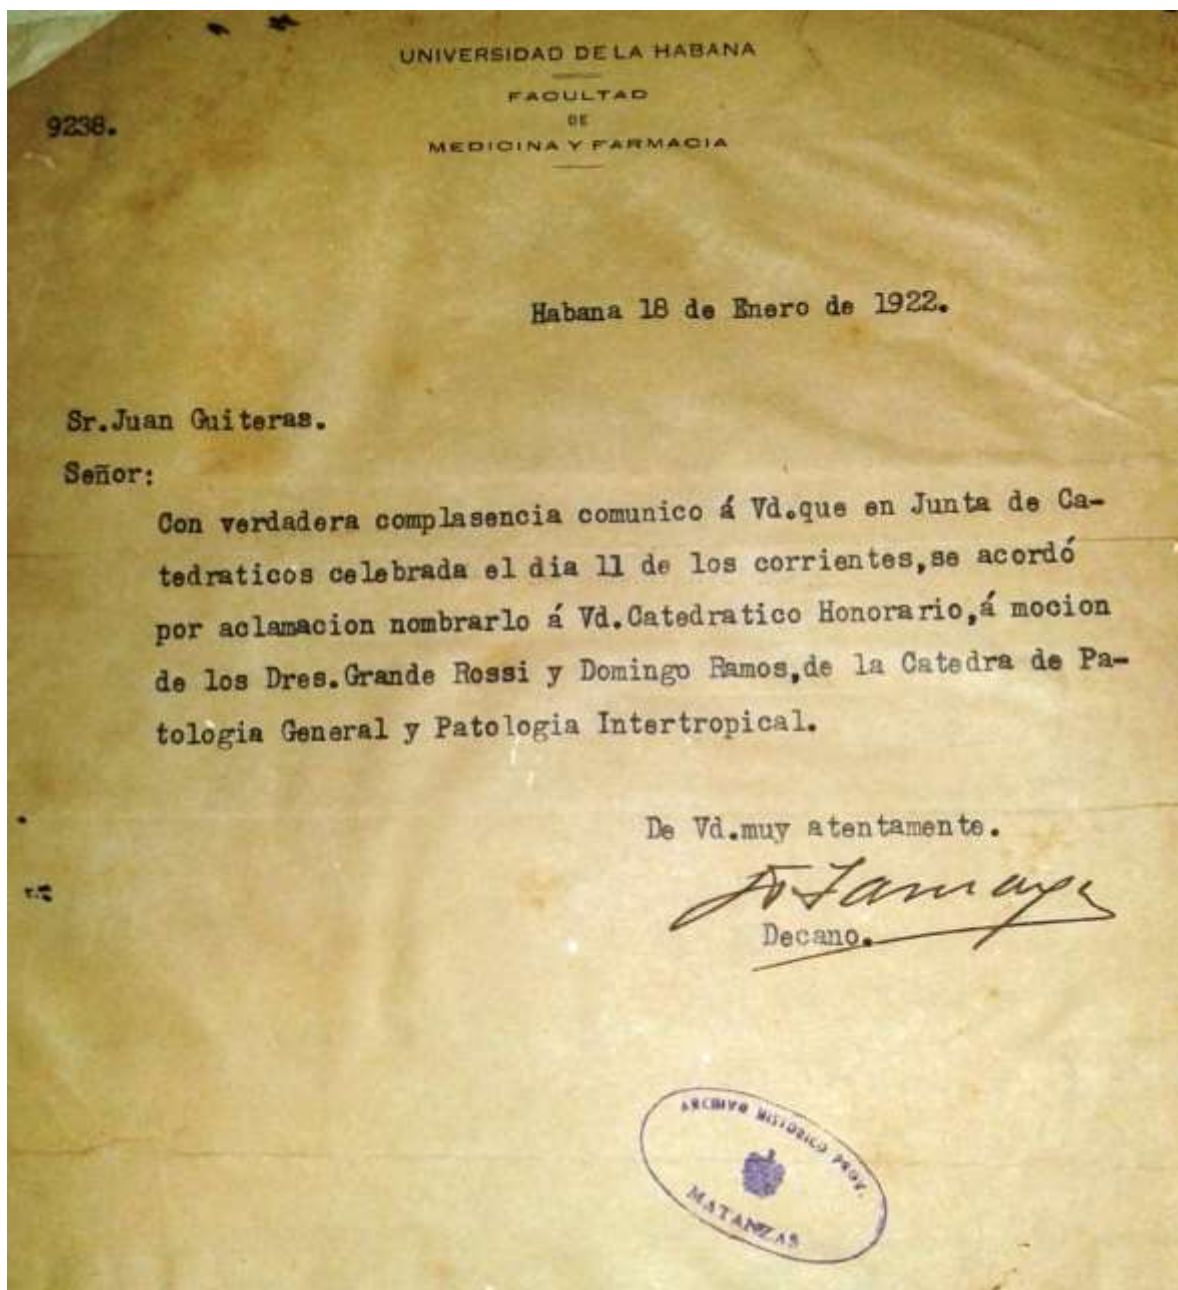 UNIVERSIDAD DE LA HABANA
FACULTAD
DE
MEDICINA Y FARMACIA
9238.
Habana 18 de Enero de 1922.
Sr.Juan Guiteras.
Señor:
Con verdadera complasencia comunico á Vd.que en Junta de Ca-
tedraticos celebrada el dia 11 de los corrientes,se acordó
por aclamacion nombrarlo á Vd.Catedratico Honorario,á mocion
de los Dres.Grande Rossi y Domingo Ramos,de la Catedra de Pa-
tologia General y Patologia Intertropical.
De Vd.muy atentamente.
Decano.
ARCHIVO HISTORICO PROV.
MATANZAS